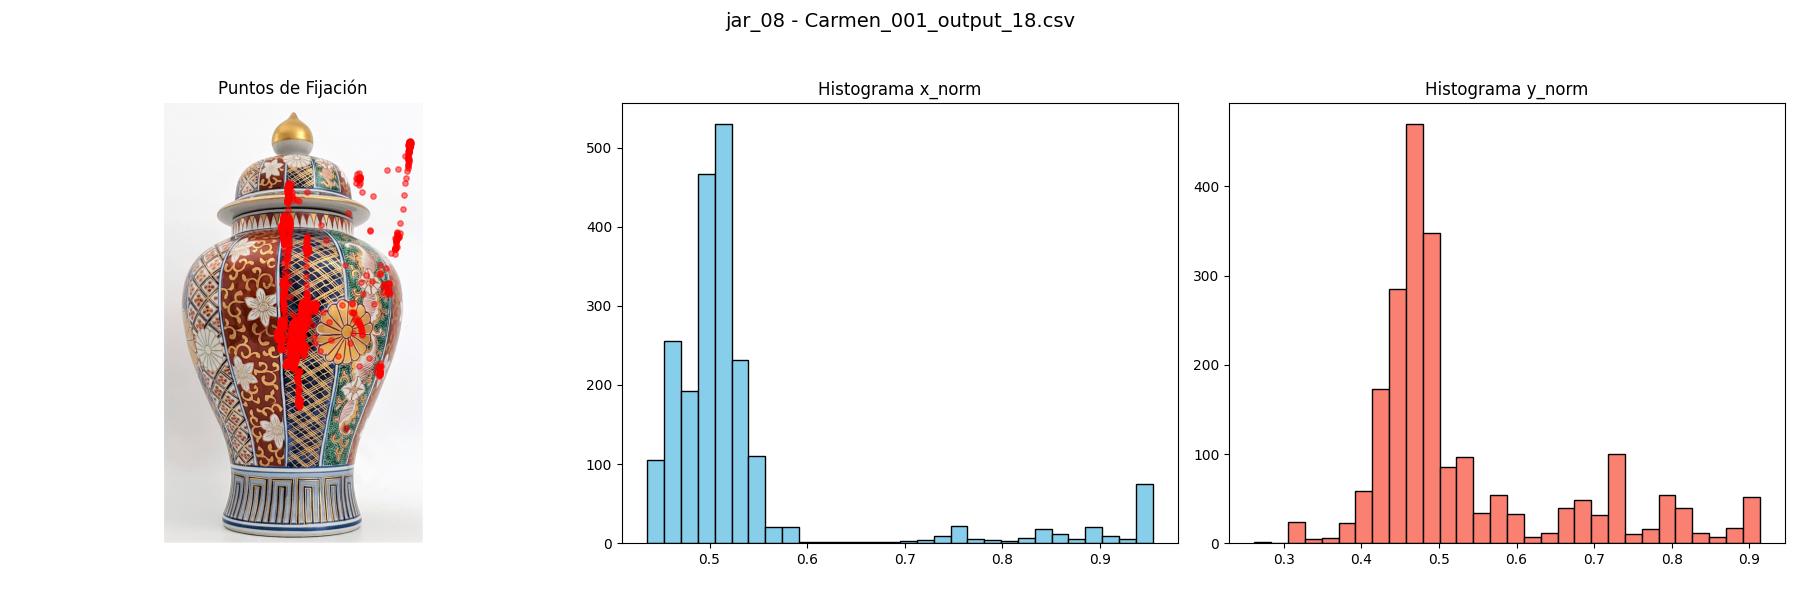 jar_08 - Carmen_001_output_18.csv
Puntos de Fijación
Histograma x_norm
500
400
300
200
100
0
0.5 0.6 0.7 0.8 0.9
Histograma y_norm
400
300
200
100
0
0.3 0.4 0.5 0.6 0.7 0.8 0.9